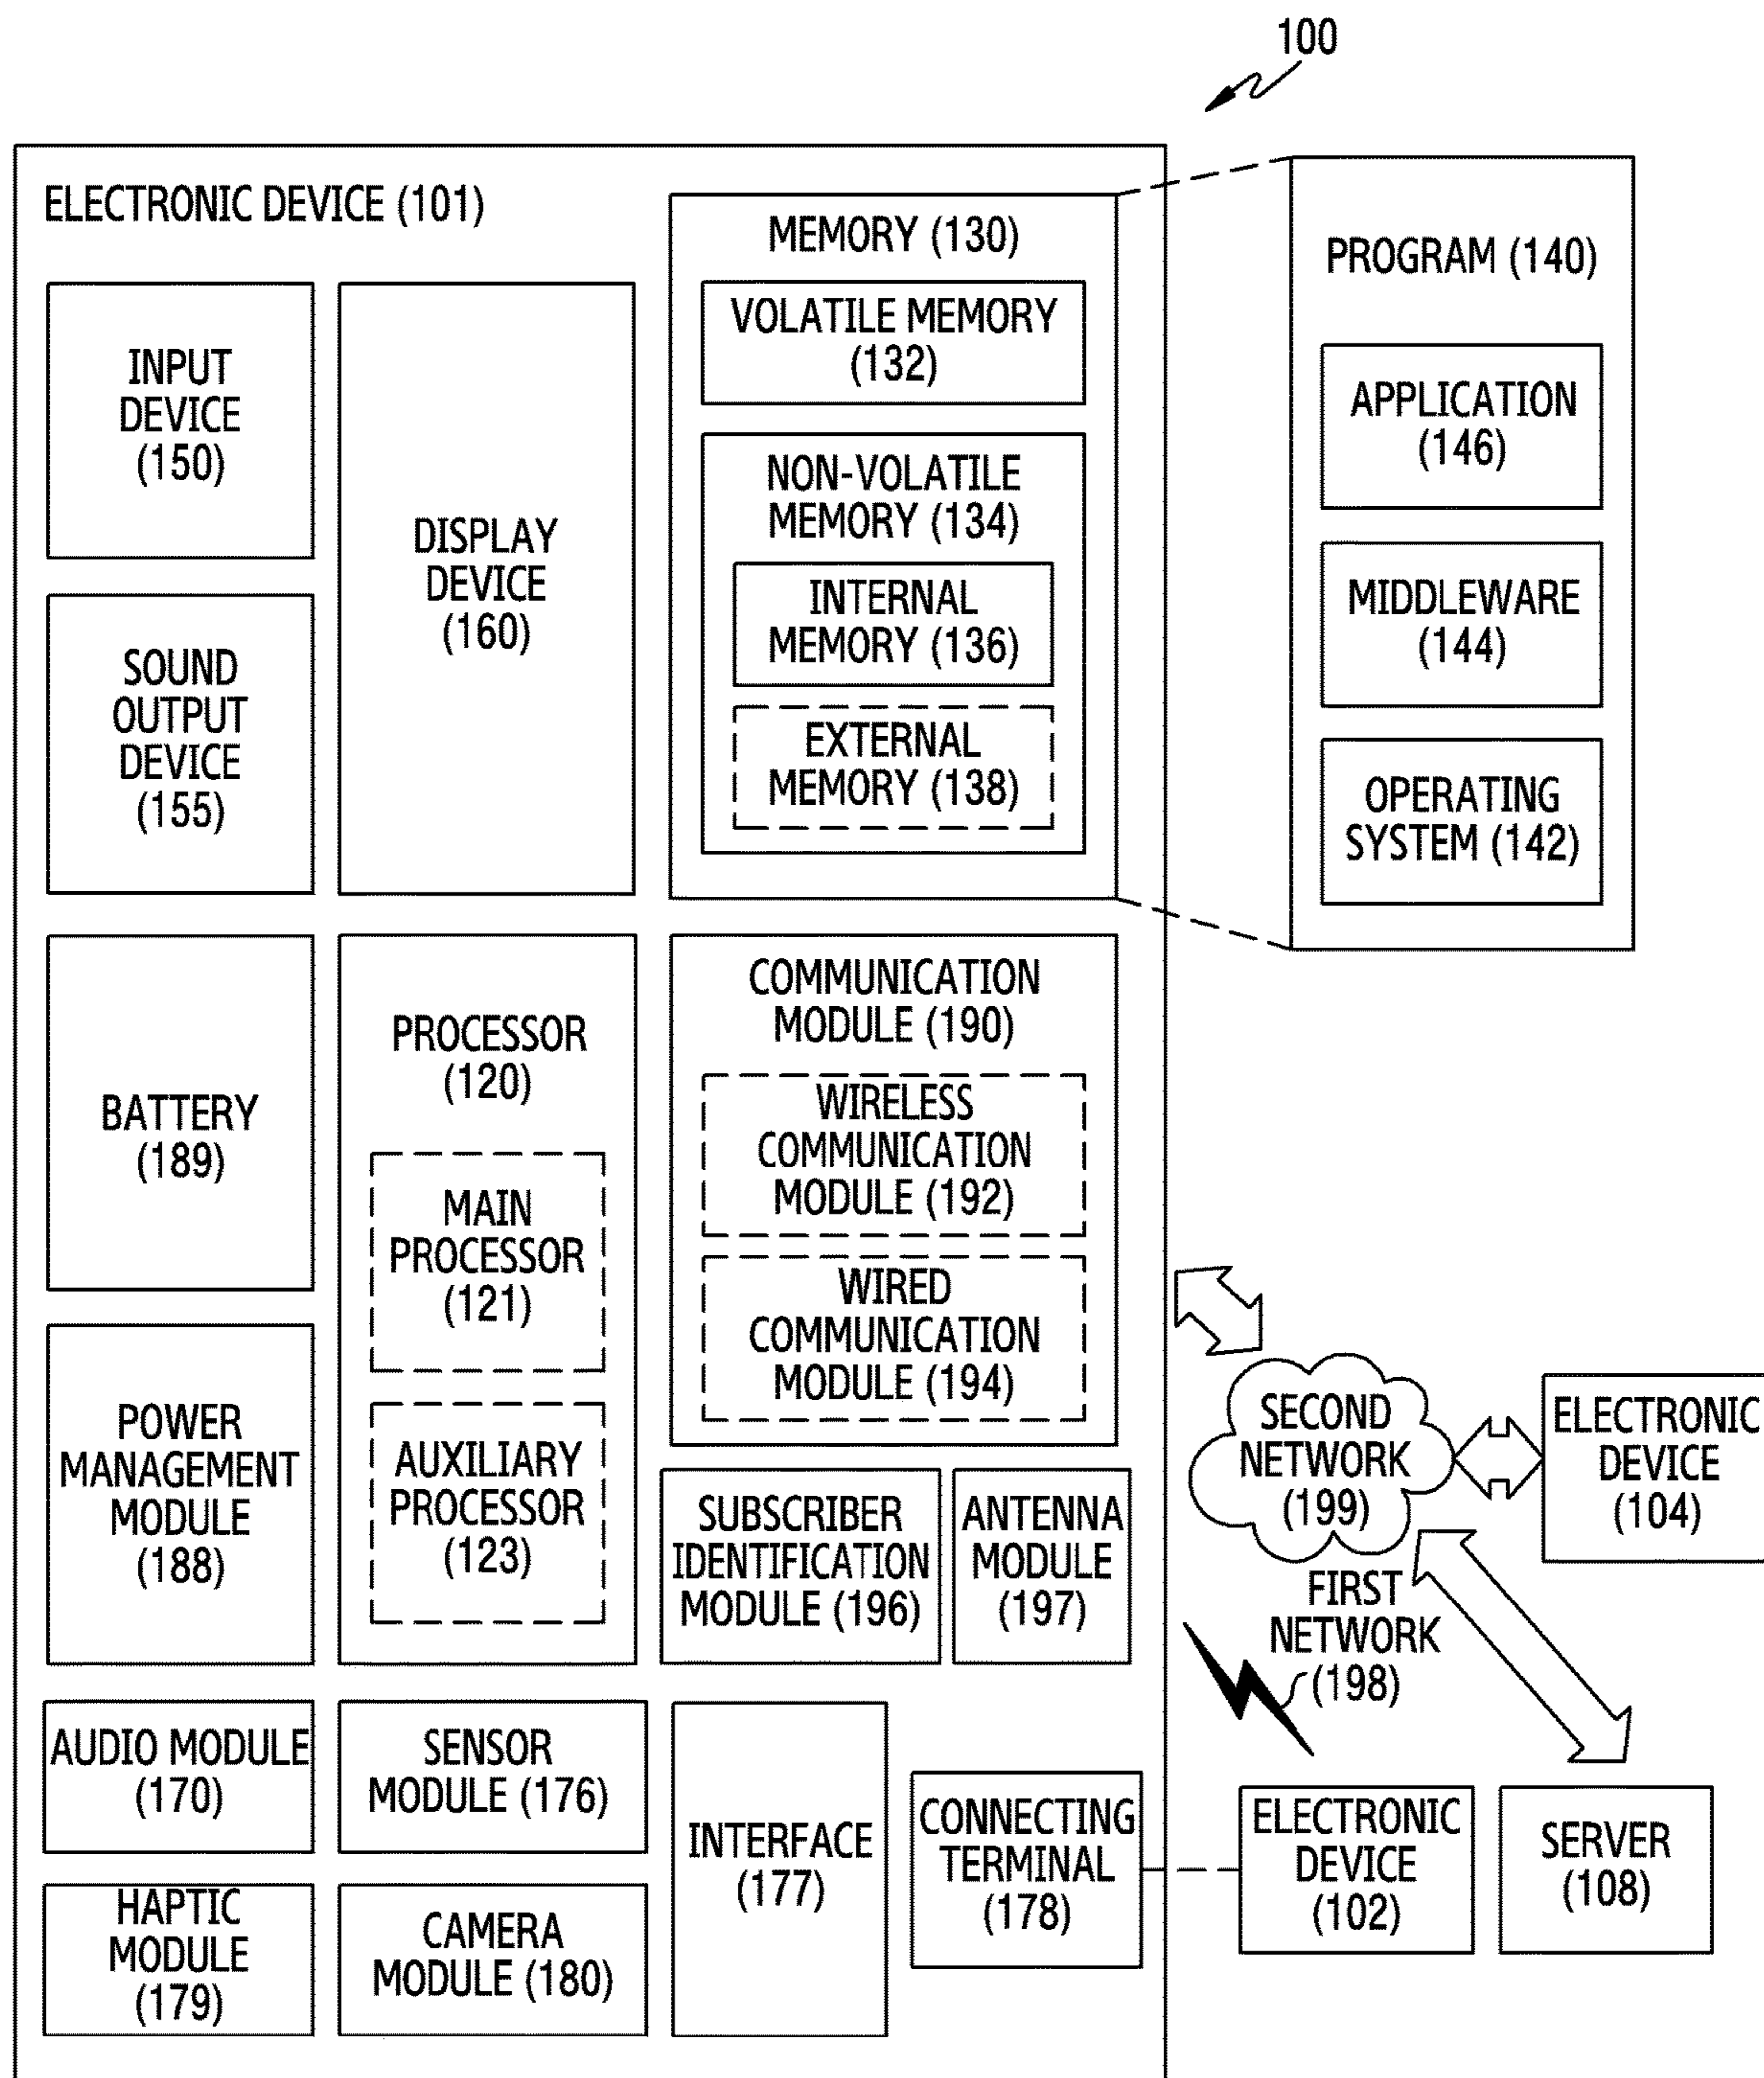 100
ELECTRONIC DEVICE (101)
INPUT
DEVICE
(150)
SOUND
OUTPUT
DEVICE
(155)
DISPLAY
DEVICE
(160)
MEMORY (130)
VOLATILE MEMORY
(132)
NON-VOLATILE
MEMORY (134)
INTERNAL
MEMORY (136)
EXTERNAL
MEMORY (138)
PROGRAM (140)
APPLICATION
(146)
MIDDLEWARE
(144)
OPERATING
SYSTEM (142)
BATTERY
(189)
POWER
MANAGEMENT
MODULE
(188)
PROCESSOR
(120)
MAIN
PROCESSOR
(121)
AUXILIARY
PROCESSOR
(123)
COMMUNICATION
MODULE (190)
WIRELESS
COMMUNICATION
MODULE (192)
WIRED
COMMUNICATION
MODULE (194)
SUBSCRIBER
IDENTIFICATION
MODULE (196)
ANTENNA
MODULE
(197)
SECOND
NETWORK
(199)
ELECTRONIC
DEVICE
(104)
FIRST
NETWORK
(198)
AUDIO MODULE
(170)
SENSOR
MODULE (176)
HAPTIC
MODULE
(179)
CAMERA
MODULE (180)
INTERFACE
(177)
CONNECTING
TERMINAL
(178)
ELECTRONIC
DEVICE
(102)
SERVER
(108)